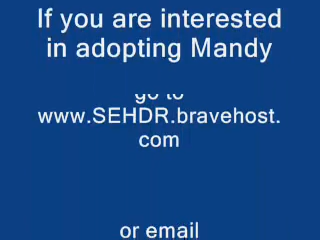 If you are interested
in adopting Mandy
go to
www.SEHDR.bravehost.
com
or email